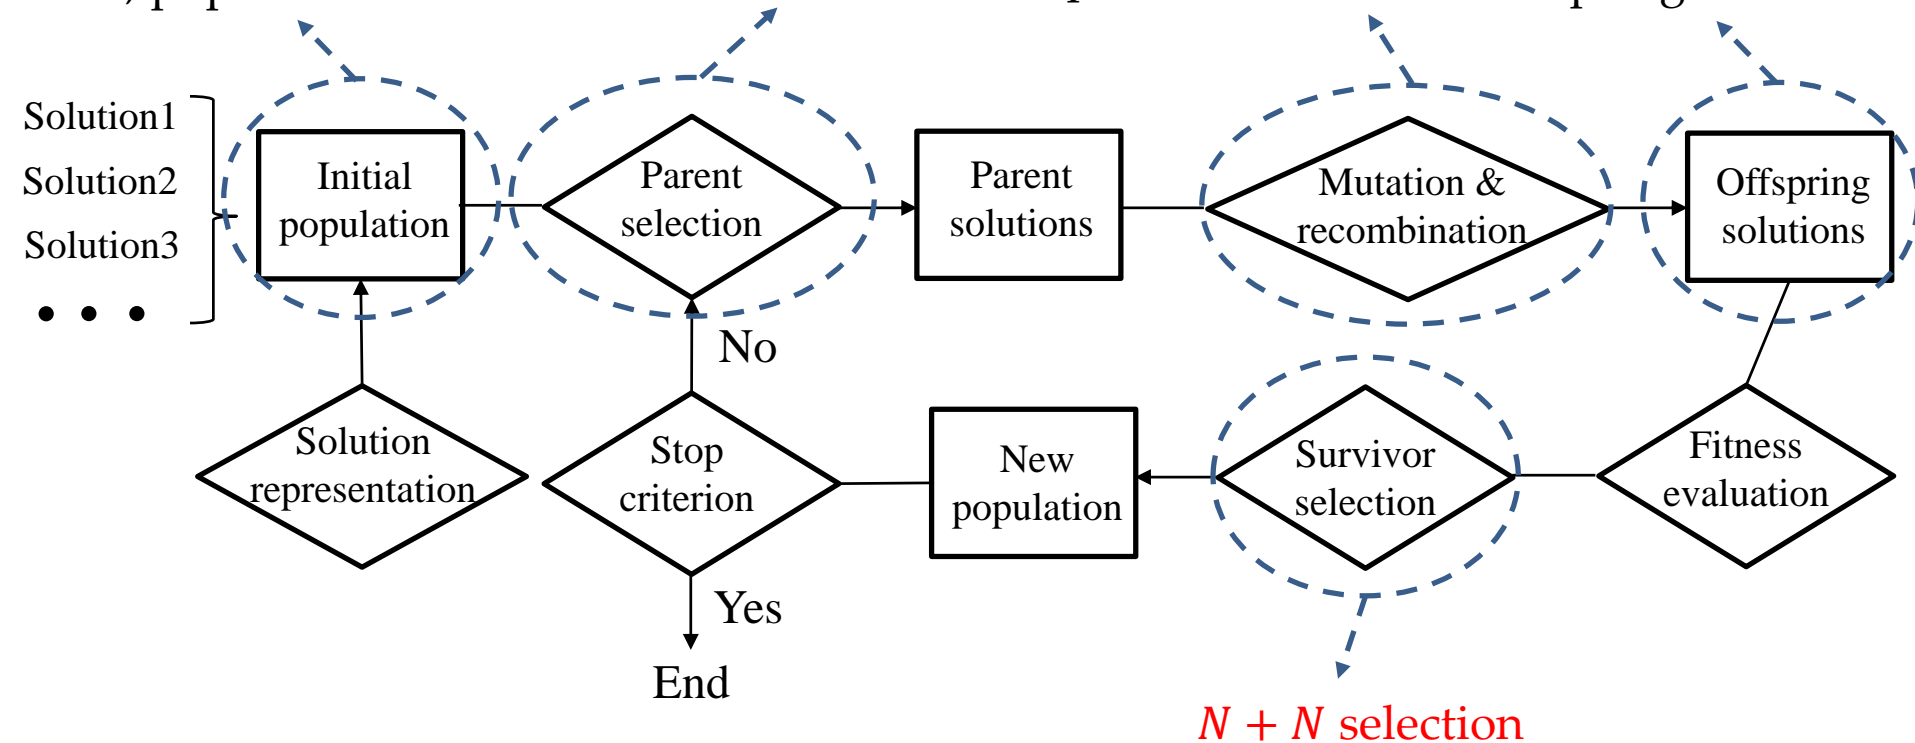 Solution1
Solution2
Solution3
• • •
Initial
population
Parent
selection
Parent
solutions
Mutation &
recombination
Offspring
solutions
No
Solution
representation
Stop
criterion
New
population
Survivor
selection
Fitness
evaluation
Yes
End
N + N selection